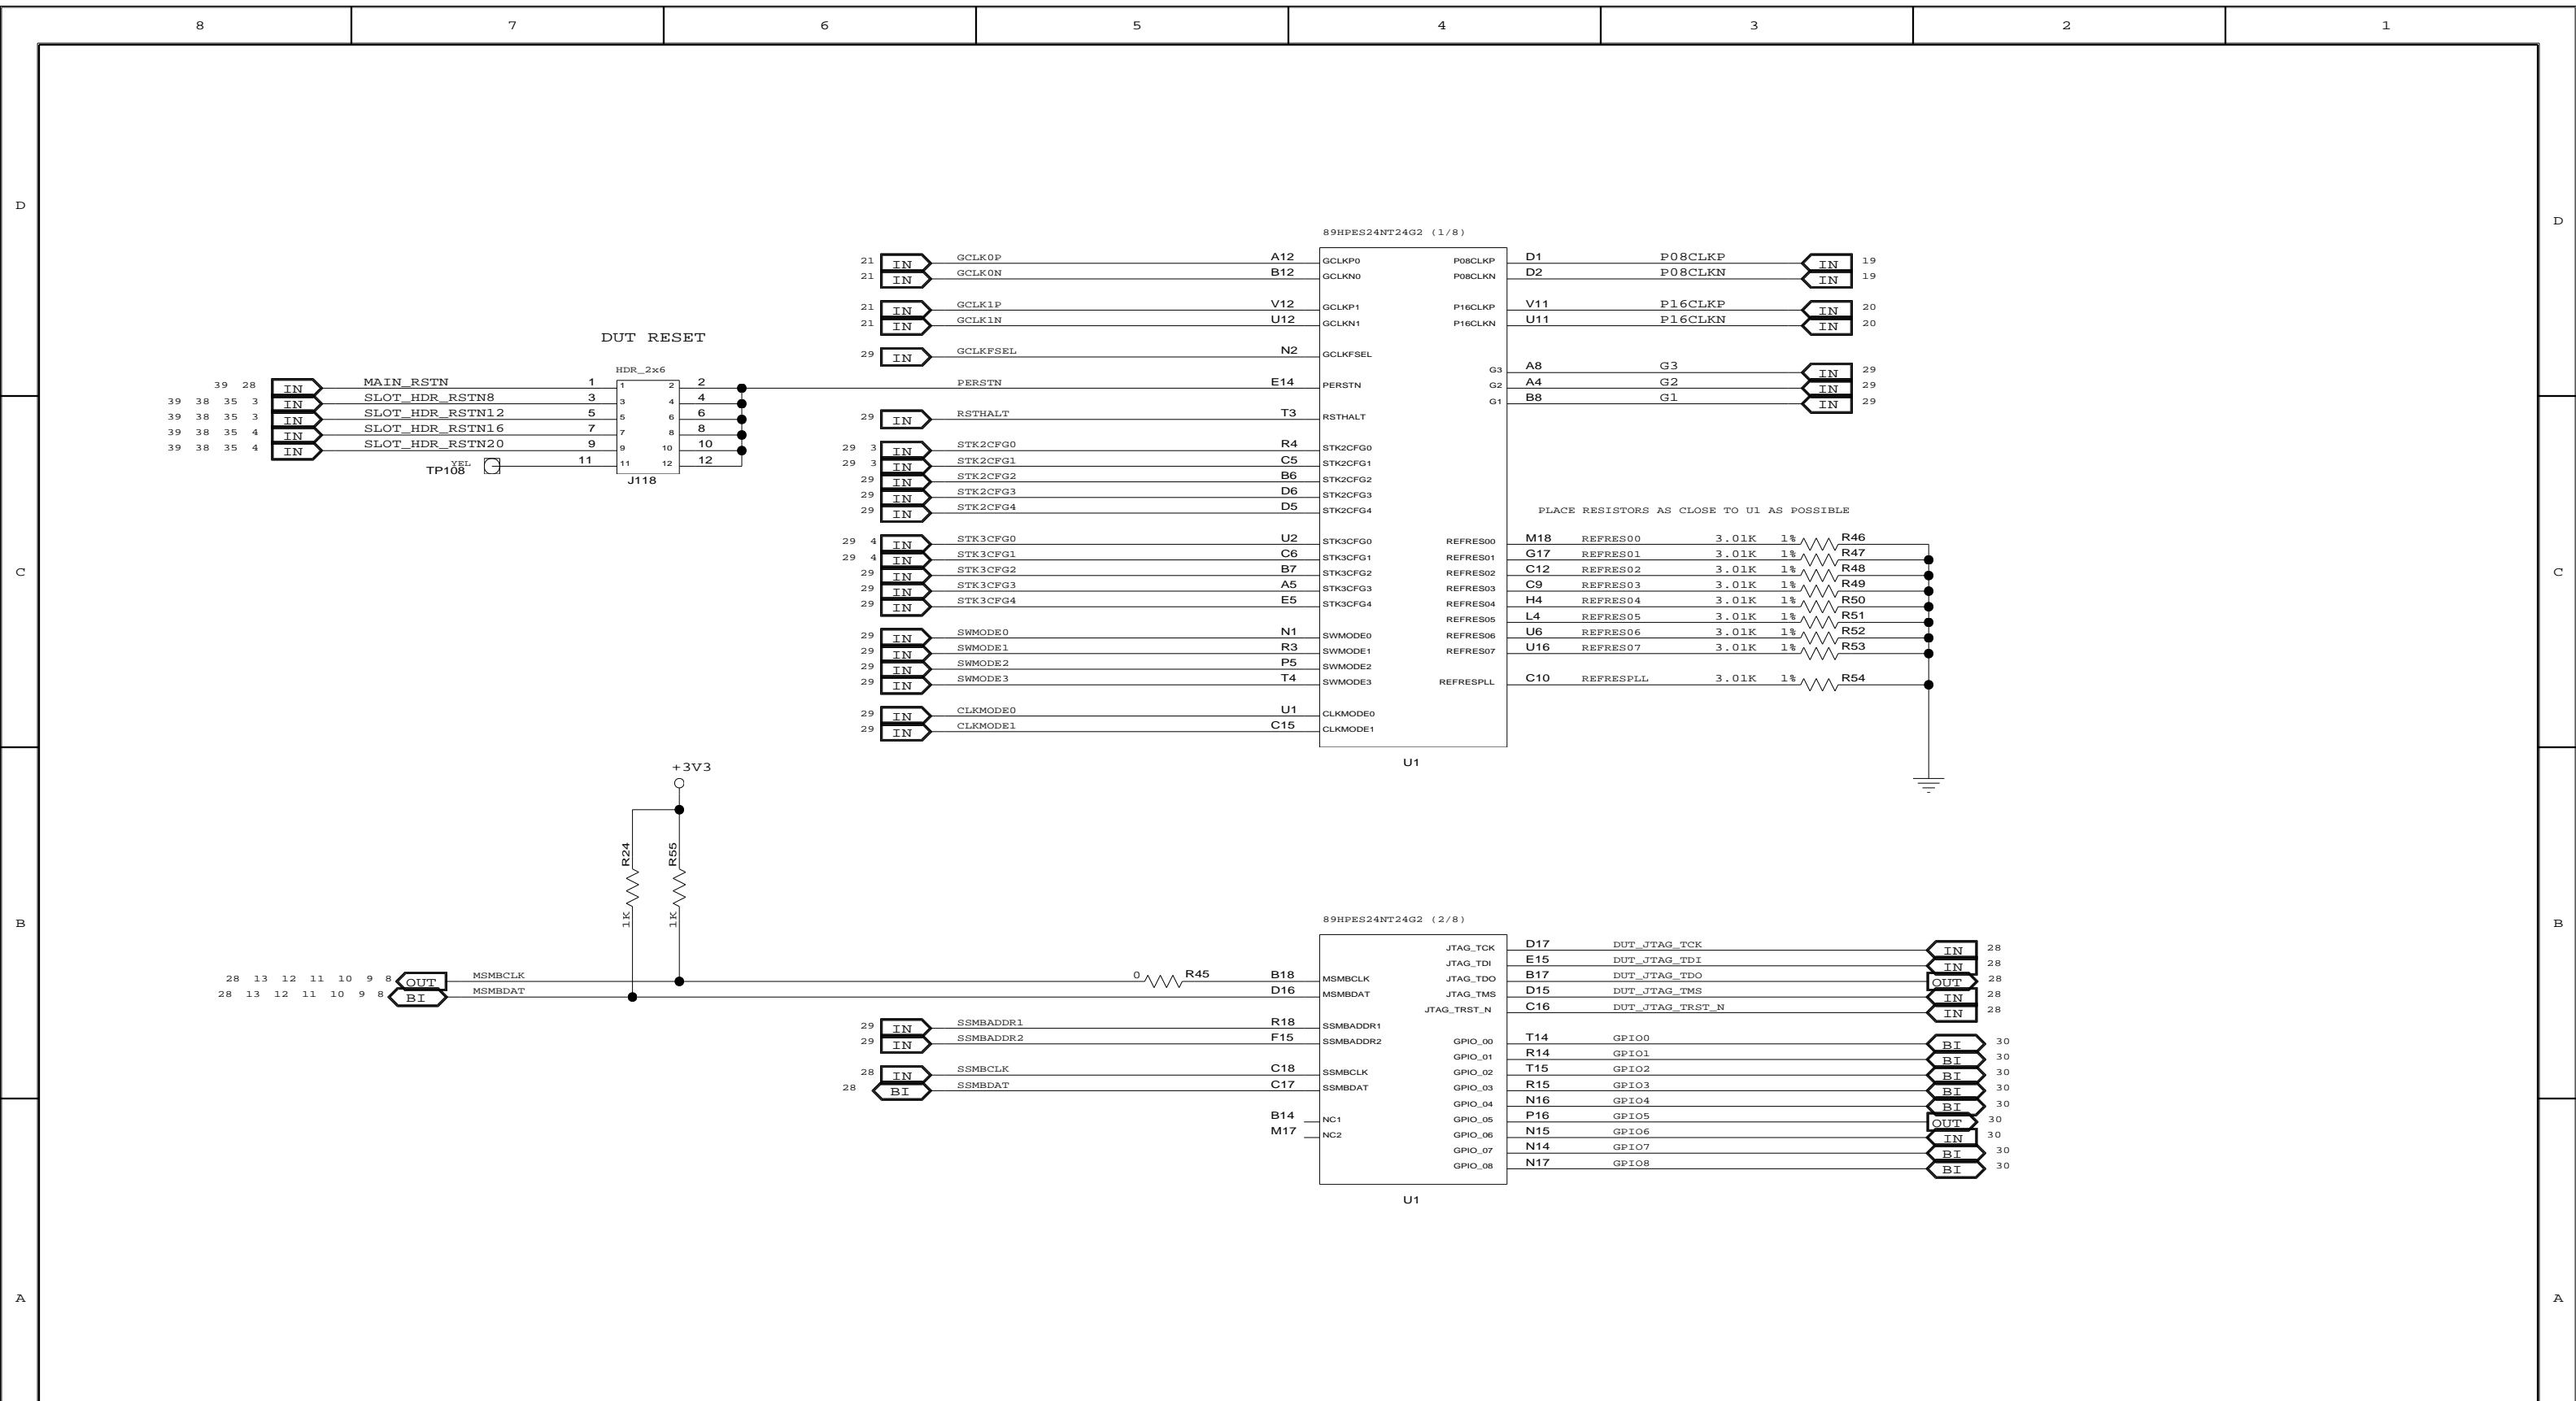 8 7 6 5 4 3 2 1
D D
89HPES24NT24G2 (1/8)
21 IN GCLK0P A12 GCLKP0 P08CLKP D1 P08CLKP IN 19
21 IN GCLK0N B12 GCLKN0 P08CLKN D2 P08CLKN IN 19
21 IN GCLK1P V12 GCLKP1 P16CLKP V11 P16CLKP IN 20
21 IN GCLK1N U12 GCLKN1 P16CLKN U11 P16CLKN IN 20
DUT RESET
29 IN GCLKFSEL N2 GCLKFSEL
HDR_2x6
G3 A8 G3 IN 29
39 28 IN MAIN_RSTN 1 1 2 2 PERSTN E14 PERSTN G2 A4 G2 IN 29
39 38 35 3 IN SLOT_HDR_RSTN8 3 3 4 4 G1 B8 G1 IN 29
39 38 35 3 IN SLOT_HDR_RSTN12 5 5 6 6 29 IN RSTHALT T3 RSTHALT
39 38 35 4 IN SLOT_HDR_RSTN16 7 7 8 8
39 38 35 4 IN SLOT_HDR_RSTN20 9 9 10 10 29 3 IN STK2CFG0 R4 STK2CFG0
TP108 YEL 11 11 12 12 29 3 IN STK2CFG1 C5 STK2CFG1
J118 29 IN STK2CFG2 B6 STK2CFG2
29 IN STK2CFG3 D6 STK2CFG3
29 IN STK2CFG4 D5 STK2CFG4
PLACE RESISTORS AS CLOSE TO U1 AS POSSIBLE
29 4 IN STK3CFG0 U2 STK3CFG0 REFRES00 M18 REFRES00 3.01K 1% R46
29 4 IN STK3CFG1 C6 STK3CFG1 REFRES01 G17 REFRES01 3.01K 1% R47
C 29 IN STK3CFG2 B7 STK3CFG2 REFRES02 C12 REFRES02 3.01K 1% R48 C
29 IN STK3CFG3 A5 STK3CFG3 REFRES03 C9 REFRES03 3.01K 1% R49
29 IN STK3CFG4 E5 STK3CFG4 REFRES04 H4 REFRES04 3.01K 1% R50
REFRES05 L4 REFRES05 3.01K 1% R51
29 IN SWMODE0 N1 SWMODE0 REFRES06 U6 REFRES06 3.01K 1% R52
29 IN SWMODE1 R3 SWMODE1 REFRES07 U16 REFRES07 3.01K 1% R53
29 IN SWMODE2 P5 SWMODE2
29 IN SWMODE3 T4 SWMODE3 REFRESPLL C10 REFRESPLL 3.01K 1% R54
29 IN CLKMODE0 U1 CLKMODE0
29 IN CLKMODE1 C15 CLKMODE1
U1
+3V3
R24 R55
1K 1K
B B
89HPES24NT24G2 (2/8)
JTAG_TCK D17 DUT_JTAG_TCK IN 28
JTAG_TDI E15 DUT_JTAG_TDI IN 28
28 13 12 11 10 9 8 OUT MSMBCLK 0 R45 B18 MSMBCLK JTAG_TDO B17 DUT_JTAG_TDO OUT 28
28 13 12 11 10 9 8 BI MSMBDAT D16 MSMBDAT JTAG_TMS D15 DUT_JTAG_TMS IN 28
JTAG_TRST_N C16 DUT_JTAG_TRST_N IN 28
29 IN SSMBADDR1 R18 SSMBADDR1
29 IN SSMBADDR2 F15 SSMBADDR2 GPIO_00 T14 GPIO0 BI 30
GPIO_01 R14 GPIO1 BI 30
28 IN SSMBCLK C18 SSMBCLK GPIO_02 T15 GPIO2 BI 30
28 BI SSMBDAT C17 SSMBDAT GPIO_03 R15 GPIO3 BI 30
GPIO_04 N16 GPIO4 BI 30
B14 NC1 GPIO_05 P16 GPIO5 OUT 30
M17 NC2 GPIO_06 N15 GPIO6 IN 30
GPIO_07 N14 GPIO7 BI 30
GPIO_08 N17 GPIO8 BI 30
U1
A A